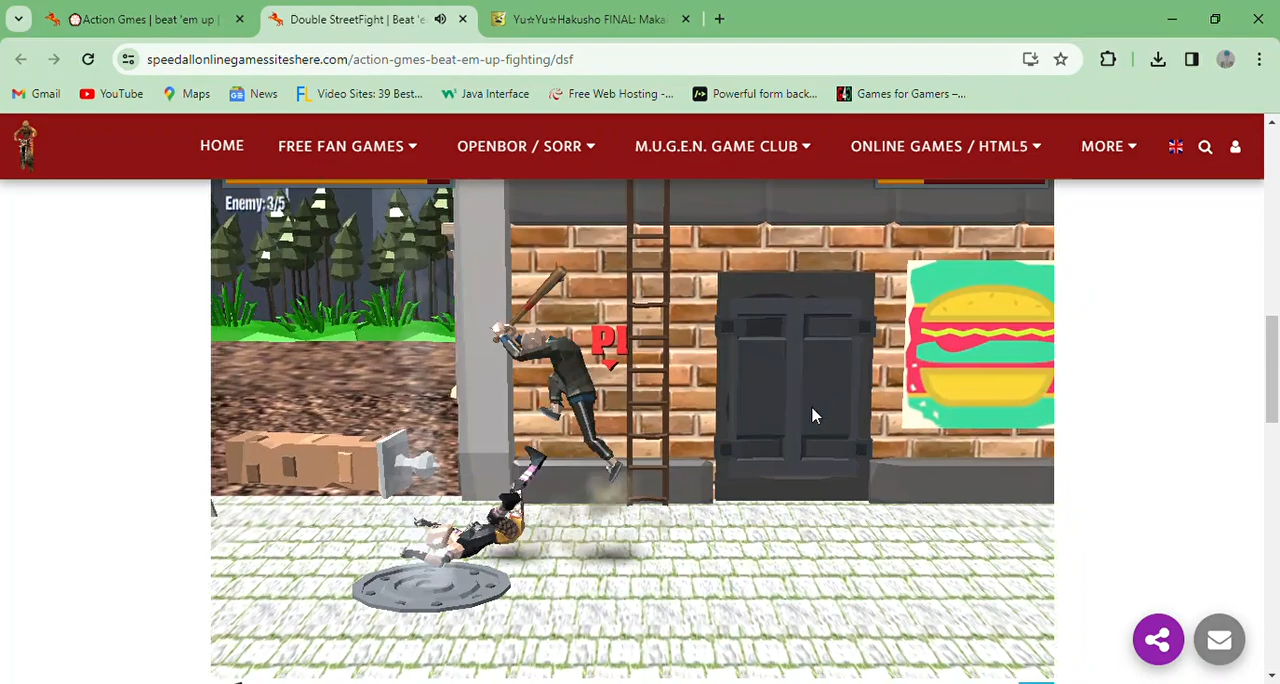 Action Gmes | beat 'em up |
Double StreetFight | Beat 'e
Yu☆Yu☆Hakusho FINAL: Maka
speedallonlinegamessiteshere.com/action-gmes-beat-em-up-fighting/dsf
Gmail
YouTube
Maps
News
Video Sites: 39 Best...
Java Interface
Free Web Hosting -...
Powerful form back...
Games for Gamers –...
HOME
FREE FAN GAMES
OPENBOR / SORR
M.U.G.E.N. GAME CLUB
ONLINE GAMES / HTML5
MORE
Enemy:3/5